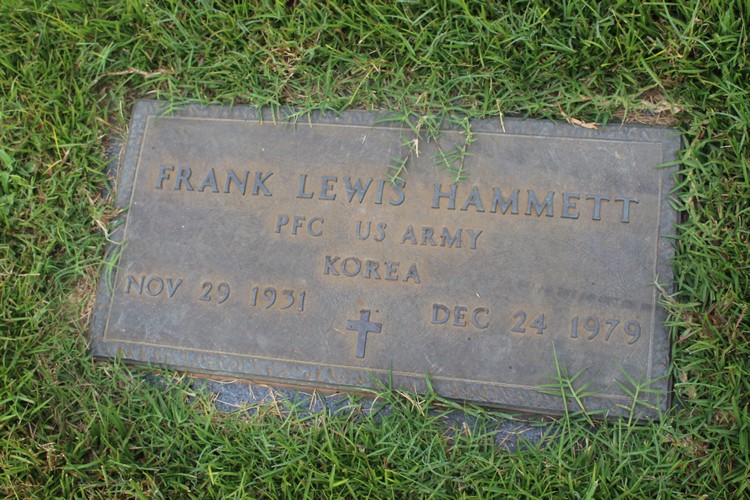 FRANK LEWIS HAMMETT
PFC US ARMY
KOREA
NOV 29 1931 DEC 24 1979